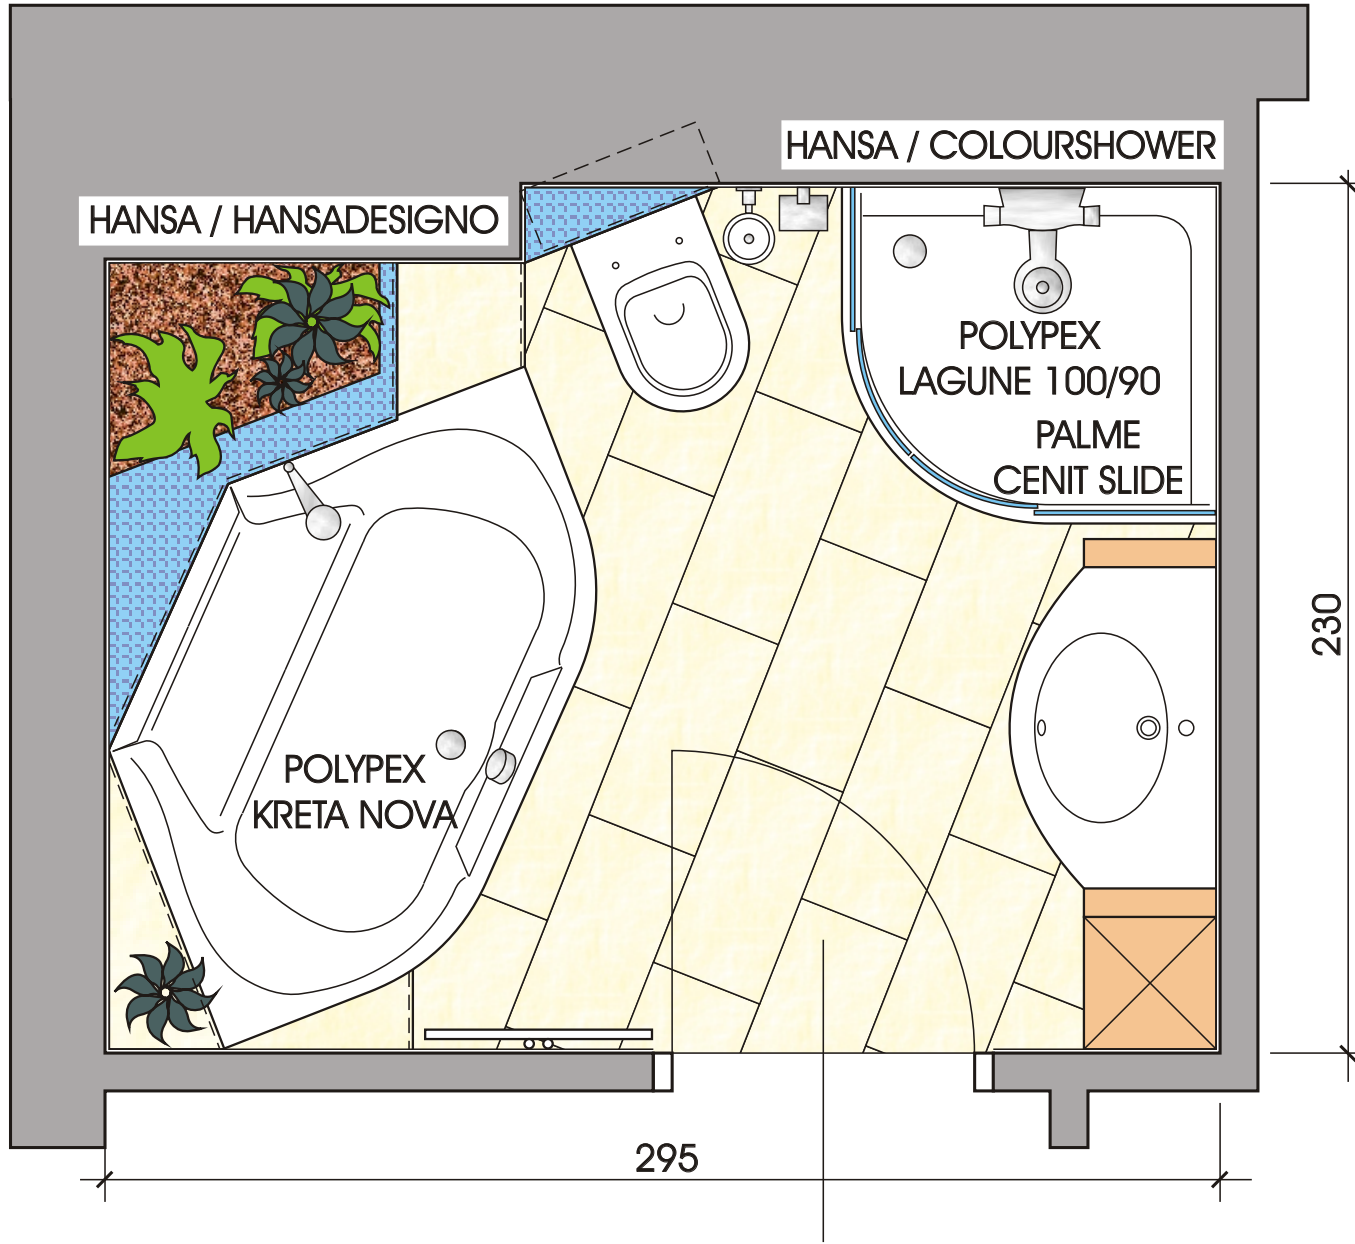 HANSA / COLOURSHOWER
HANSA / HANSADESIGNO
POLYPEX
LAGUNE 100/90
PALME
CENIT SLIDE
230
POLYPEX
KRETA NOVA
295